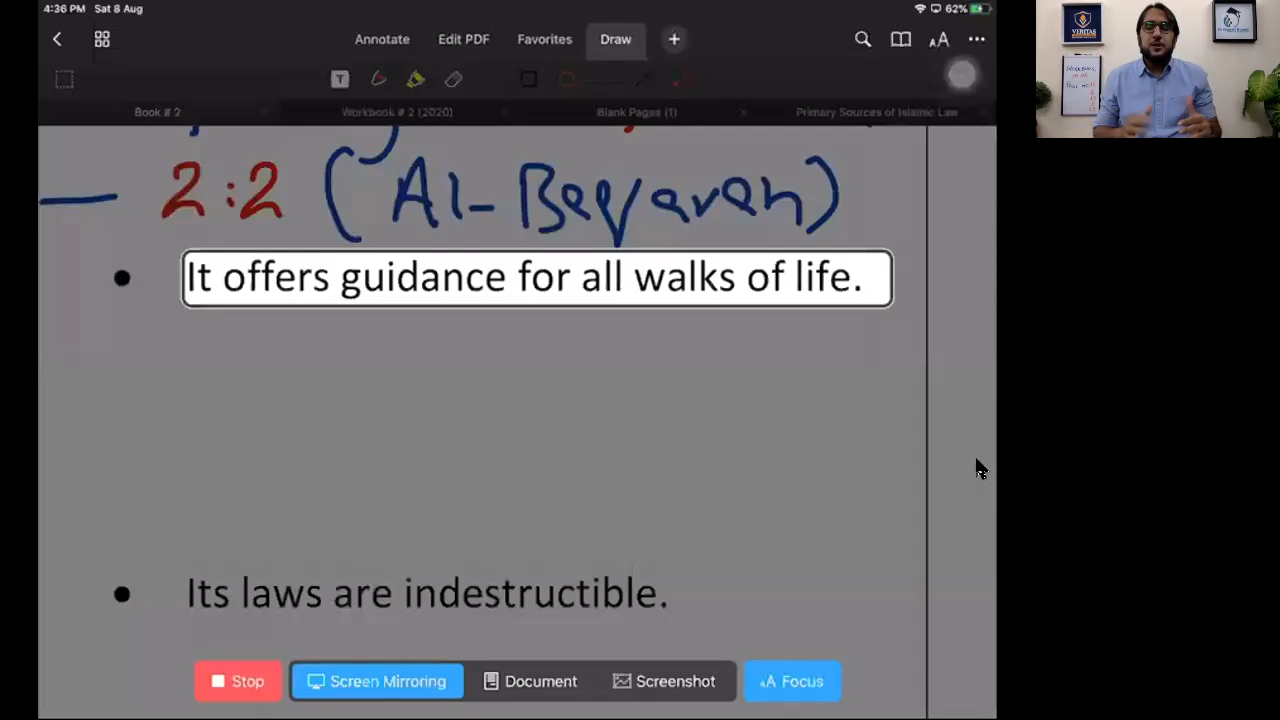 4:36 PM Sat 8 Aug 62%
Annotate Edit PDF Favorites Draw +
Book # 2 Workbook # 2 (2020) Blank Pages (1) Primary Sources of Islamic Law
VERITAS
— 2:2 (Al-Beqarah)
• It offers guidance for all walks of life.
• Its laws are indestructible.
Stop Screen Mirroring Document Screenshot AA Focus